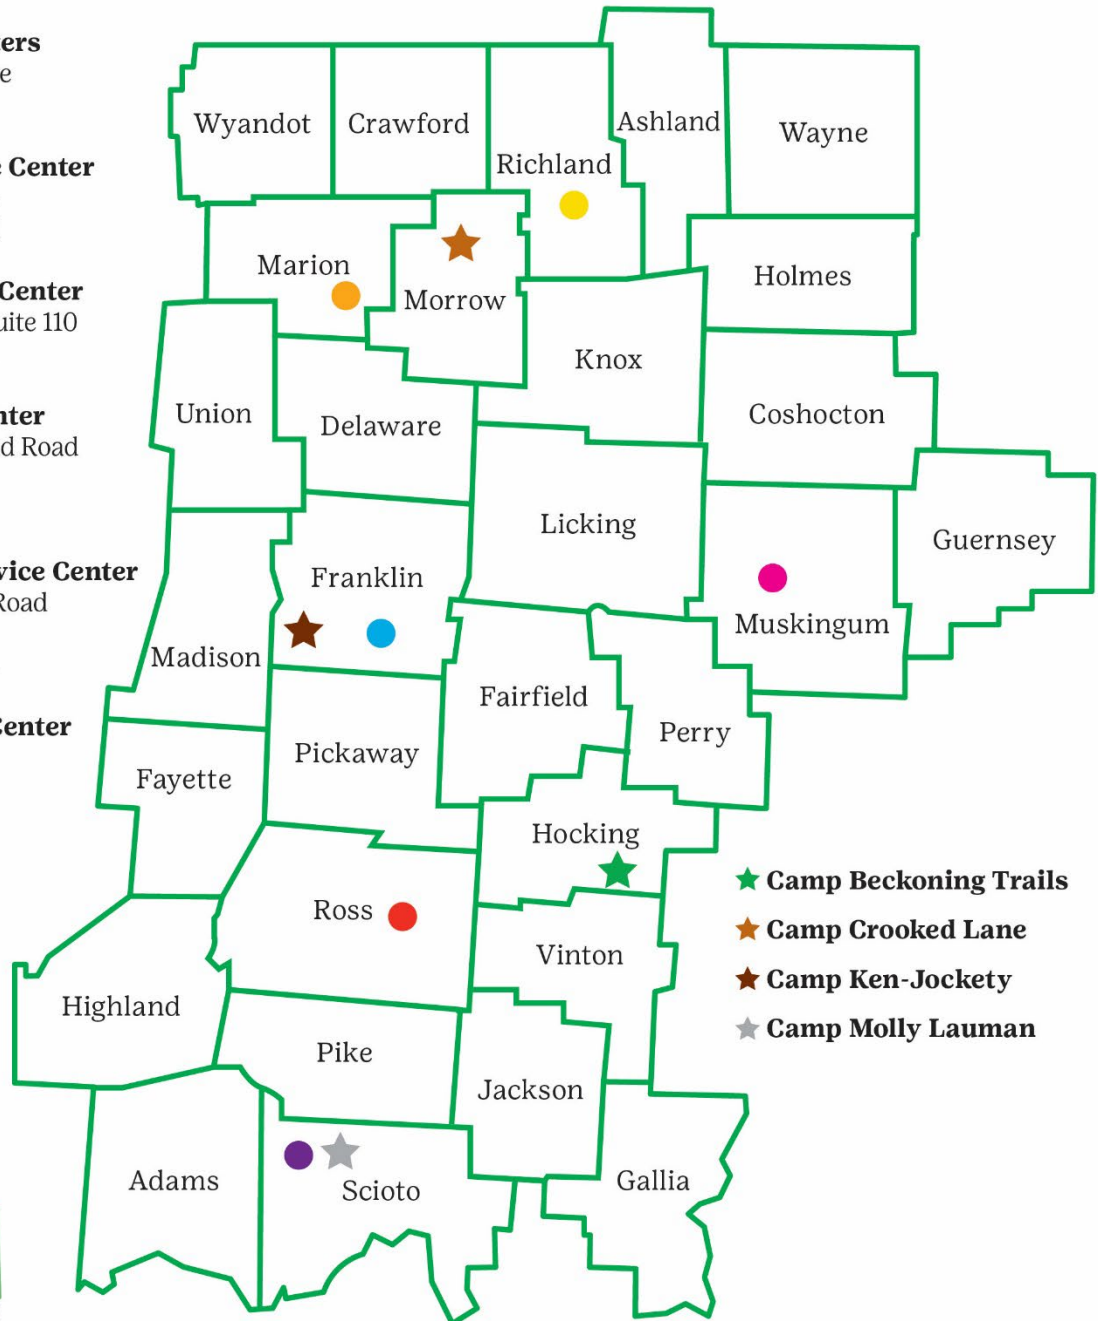 ters
e
e Center
Center
uite 110
nter
d Road
vice Center
Road
Center
Wyandot
Crawford
Richland
Ashland
Wayne
Marion
Morrow
Holmes
Knox
Union
Delaware
Coshocton
Licking
Guernsey
Franklin
Muskingum
Madison
Fairfield
Perry
Pickaway
Fayette
Hocking
Ross
Vinton
Highland
Pike
Jackson
Adams
Scioto
Gallia
Camp Beckoning Trails
Camp Crooked Lane
Camp Ken-Jockety
Camp Molly Lauman